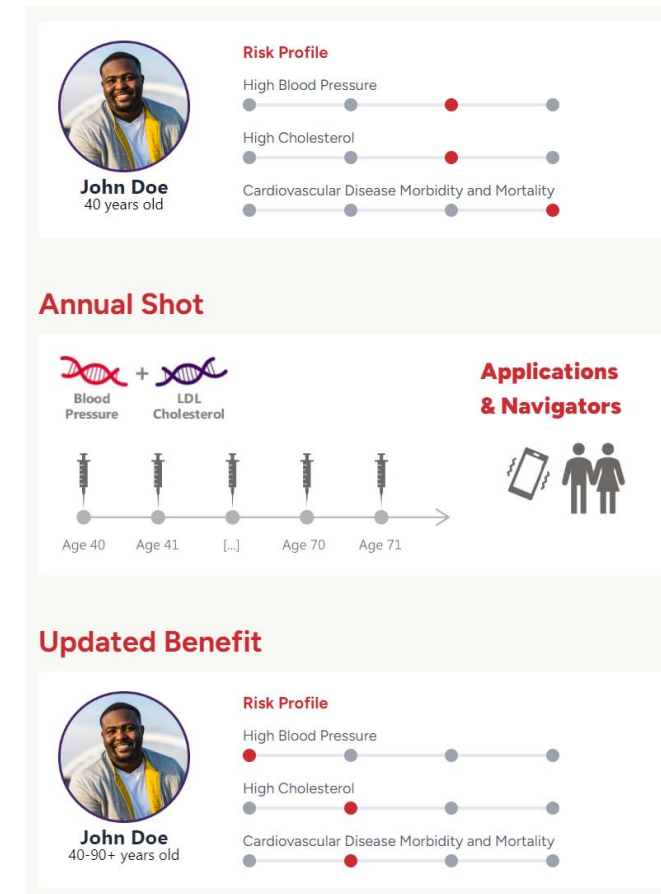 Risk Profile
High Blood Pressure
High Cholesterol
Cardiovascular Disease Morbidity and Mortality
John Doe
40 years old
Annual Shot
+
Blood
Pressure
LDL
Cholesterol
Applications
& Navigators
Age 40
Age 41
[...]
Age 70
Age 71
Updated Benefit
Risk Profile
High Blood Pressure
High Cholesterol
Cardiovascular Disease Morbidity and Mortality
John Doe
40-90+ years old